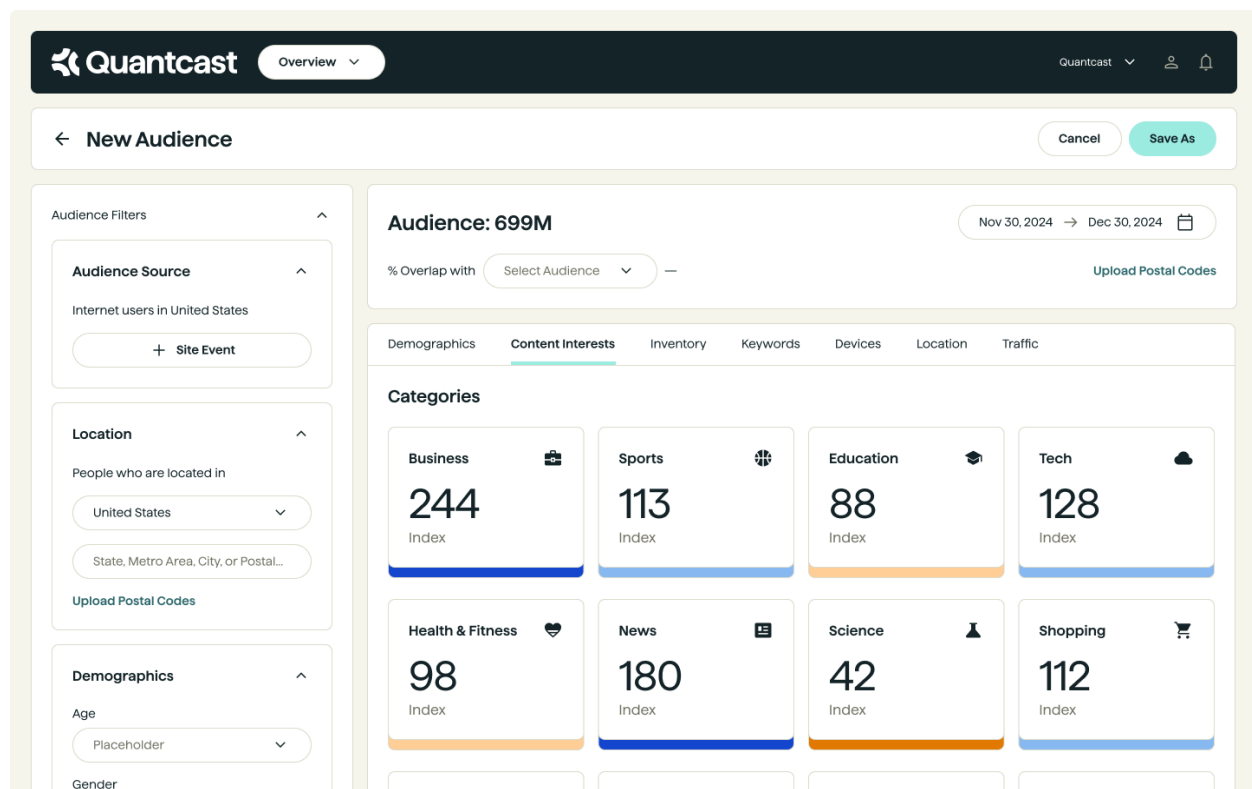 Quantcast
Overview
Quantcast
New Audience
Cancel
Save As
Audience Filters
Audience Source
Internet users in United States
+ Site Event
Location
People who are located in
United States
State, Metro Area, City, or Postal...
Upload Postal Codes
Demographics
Age
Placeholder
Gender
Audience: 699M
Nov 30, 2024 → Dec 30, 2024
% Overlap with
Select Audience
—
Upload Postal Codes
Demographics
Content Interests
Inventory
Keywords
Devices
Location
Traffic
Categories
Business
244
Index
Sports
113
Index
Education
88
Index
Tech
128
Index
Health & Fitness
98
Index
News
180
Index
Science
42
Index
Shopping
112
Index